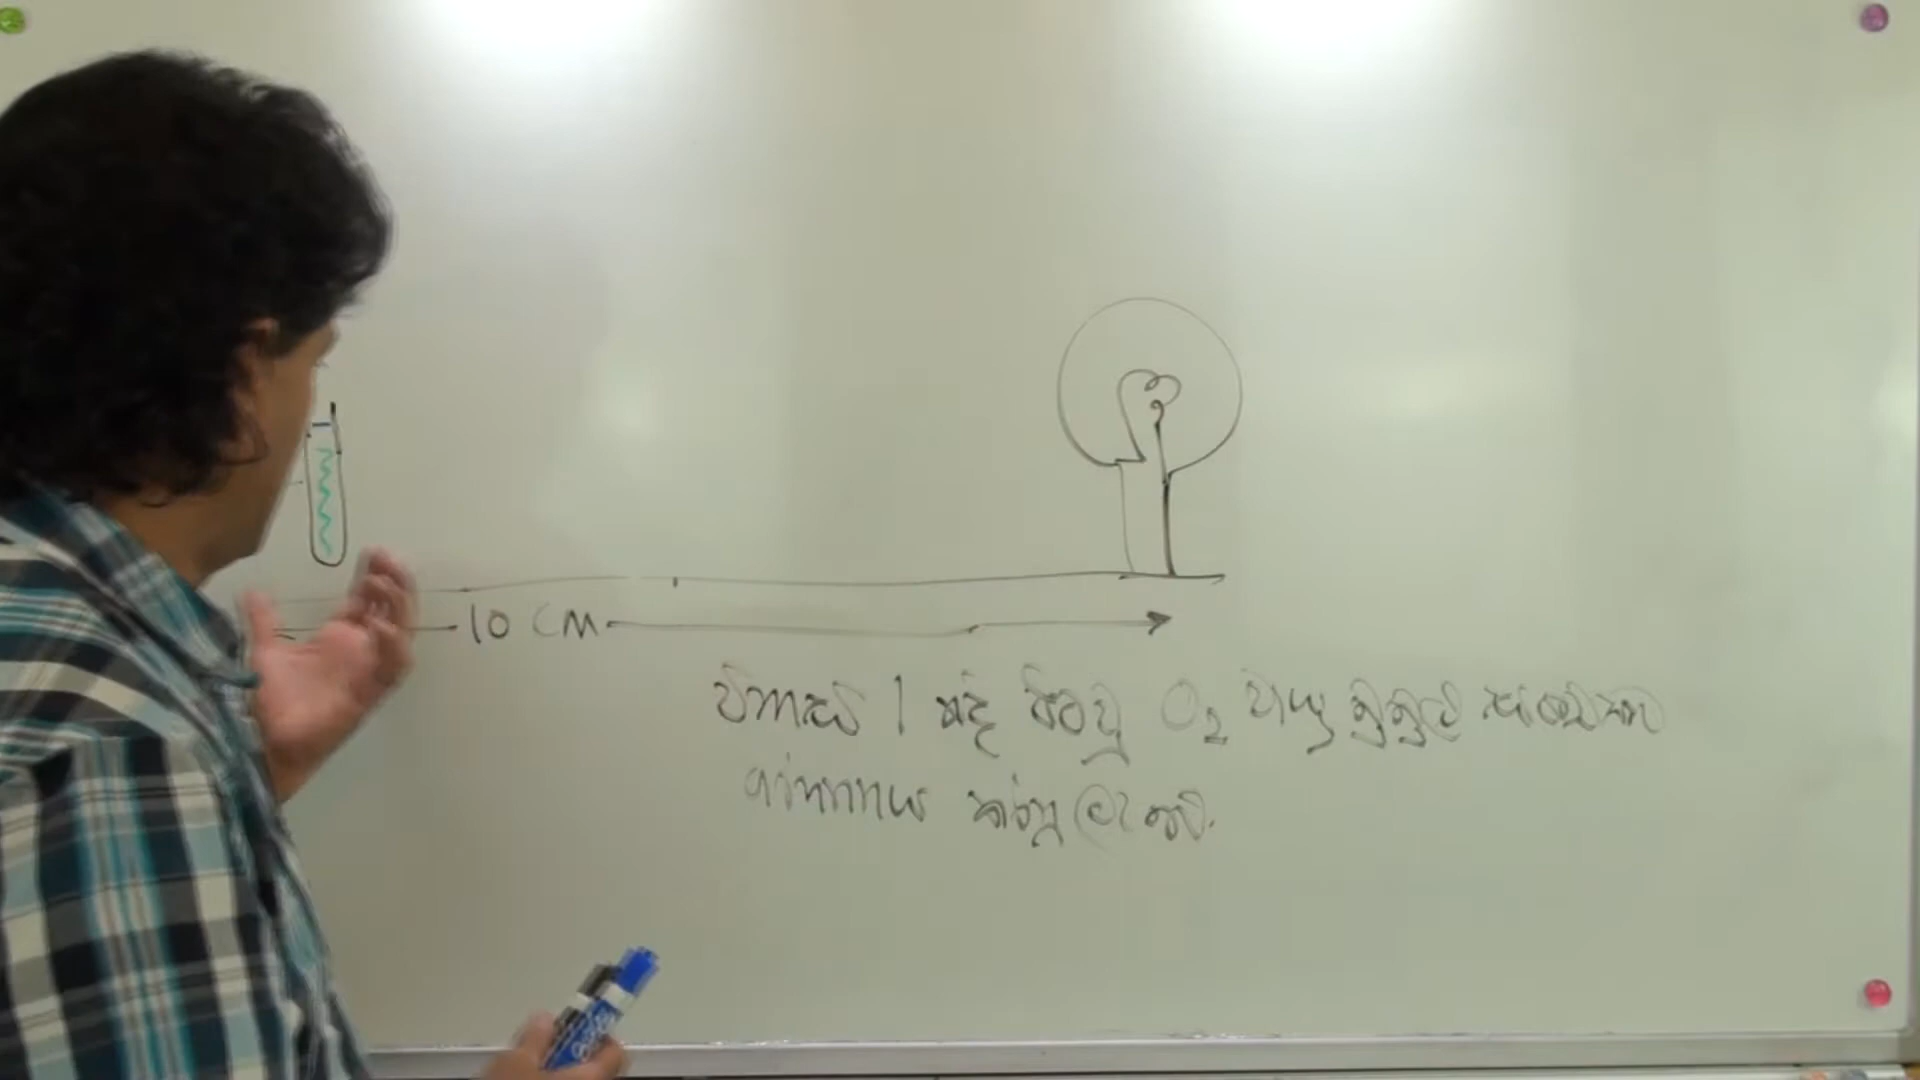 10 CM
විනාඩි 1 කදී පිටවූ O₂ වායු බුබුළු සංඛ්‍යාව
ගණනය කරනු ලැබේ.